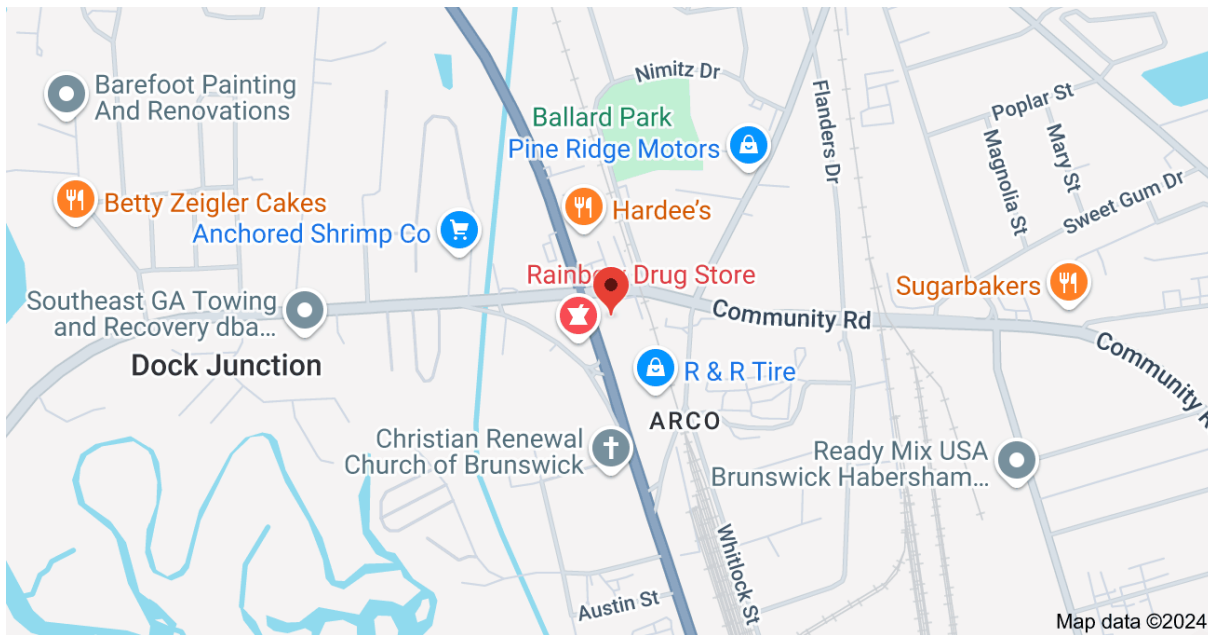 Nimitz Dr
Barefoot Painting
And Renovations
Flanders Dr
Poplar St
Ballard Park
Pine Ridge Motors
Magnolia St
Mary St
Betty Zeigler Cakes
Hardee's
Sweet Gum Dr
Anchored Shrimp Co
Rainbow Drug Store
Sugarbakers
Southeast GA Towing
and Recovery dba...
Community Rd
Dock Junction
R & R Tire
Community R
ARCO
Christian Renewal
Church of Brunswick
Ready Mix USA
Brunswick Habersham...
Whitlock St
Austin St
Map data ©2024